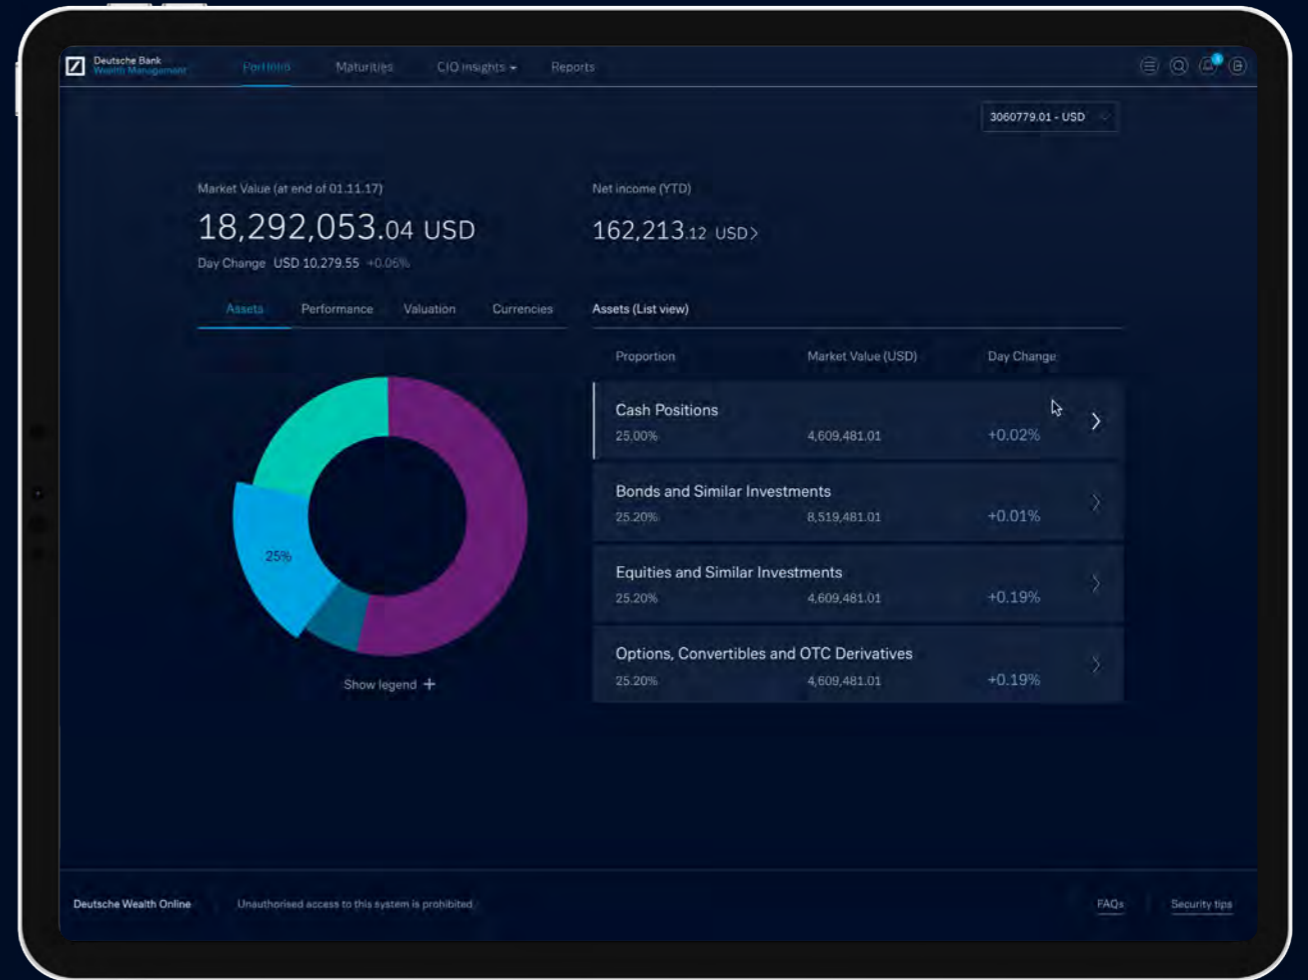 Deutsche Bank
Wealth Management
Portfolio
Maturities
CIO insights
Reports
3060779.01 - USD
Market Value (at end of 01.11.17)
18,292,053.04 USD
Day Change USD 10,279.55 +0.06%
Net income (YTD)
162,213.12 USD>
Assets
Performance
Valuation
Currencies
25%
Show legend +
Assets (List view)
Proportion Market Value (USD) Day Change
Cash Positions
25.00% 4,609,481.01 +0.02%
Bonds and Similar Investments
25.20% 8,519,481.01 +0.01%
Equities and Similar Investments
25.20% 4,609,481.01 +0.19%
Options, Convertibles and OTC Derivatives
25.20% 4,609,481.01 +0.19%
Deutsche Wealth Online
Unauthorised access to this system is prohibited
FAQs
Security tips